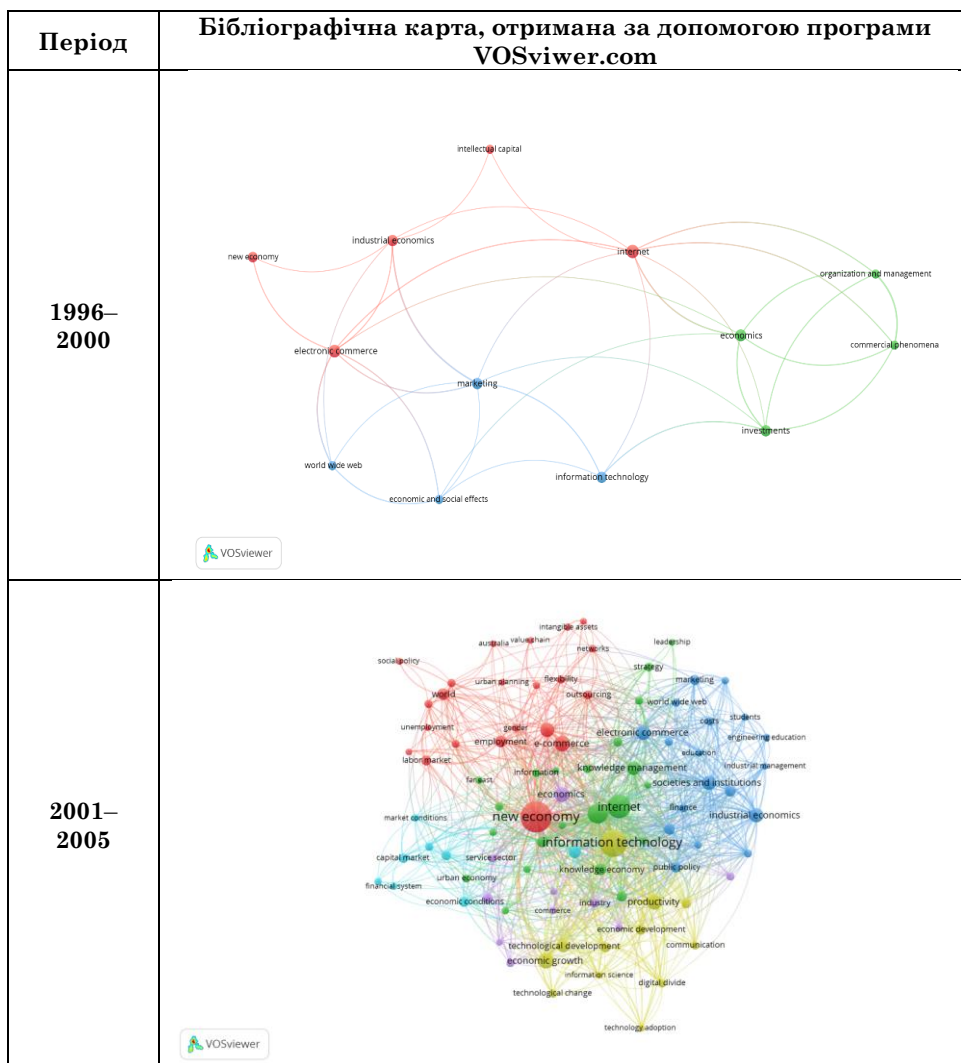 Період
Бібліографічна карта, отримана за допомогою програми
VOSviwer.com
1996–
2000
intellectual capital
industrial economics
internet
new economy
organization and management
economics
commercial phenomena
electronic commerce
marketing
investments
world wide web
information technology
economic and social effects
VOSviewer
2001–
2005
intangible assets
australia
value chain
leadership
networks
social policy
strategy
urban planning
flexibility
marketing
world
outsourcing
world wide web
students
costs
unemployment
gender
electronic commerce
engineering education
employment
e-commerce
education
labor market
information
knowledge management
industrial management
far east
societies and institutions
economics
finance
internet
market conditions
new economy
industrial economics
information technology
capital market
service sector
public policy
knowledge economy
urban economy
financial system
economic conditions
industry
productivity
commerce
economic development
technological development
communication
economic growth
information science
digital divide
technological change
technology adoption
VOSviewer